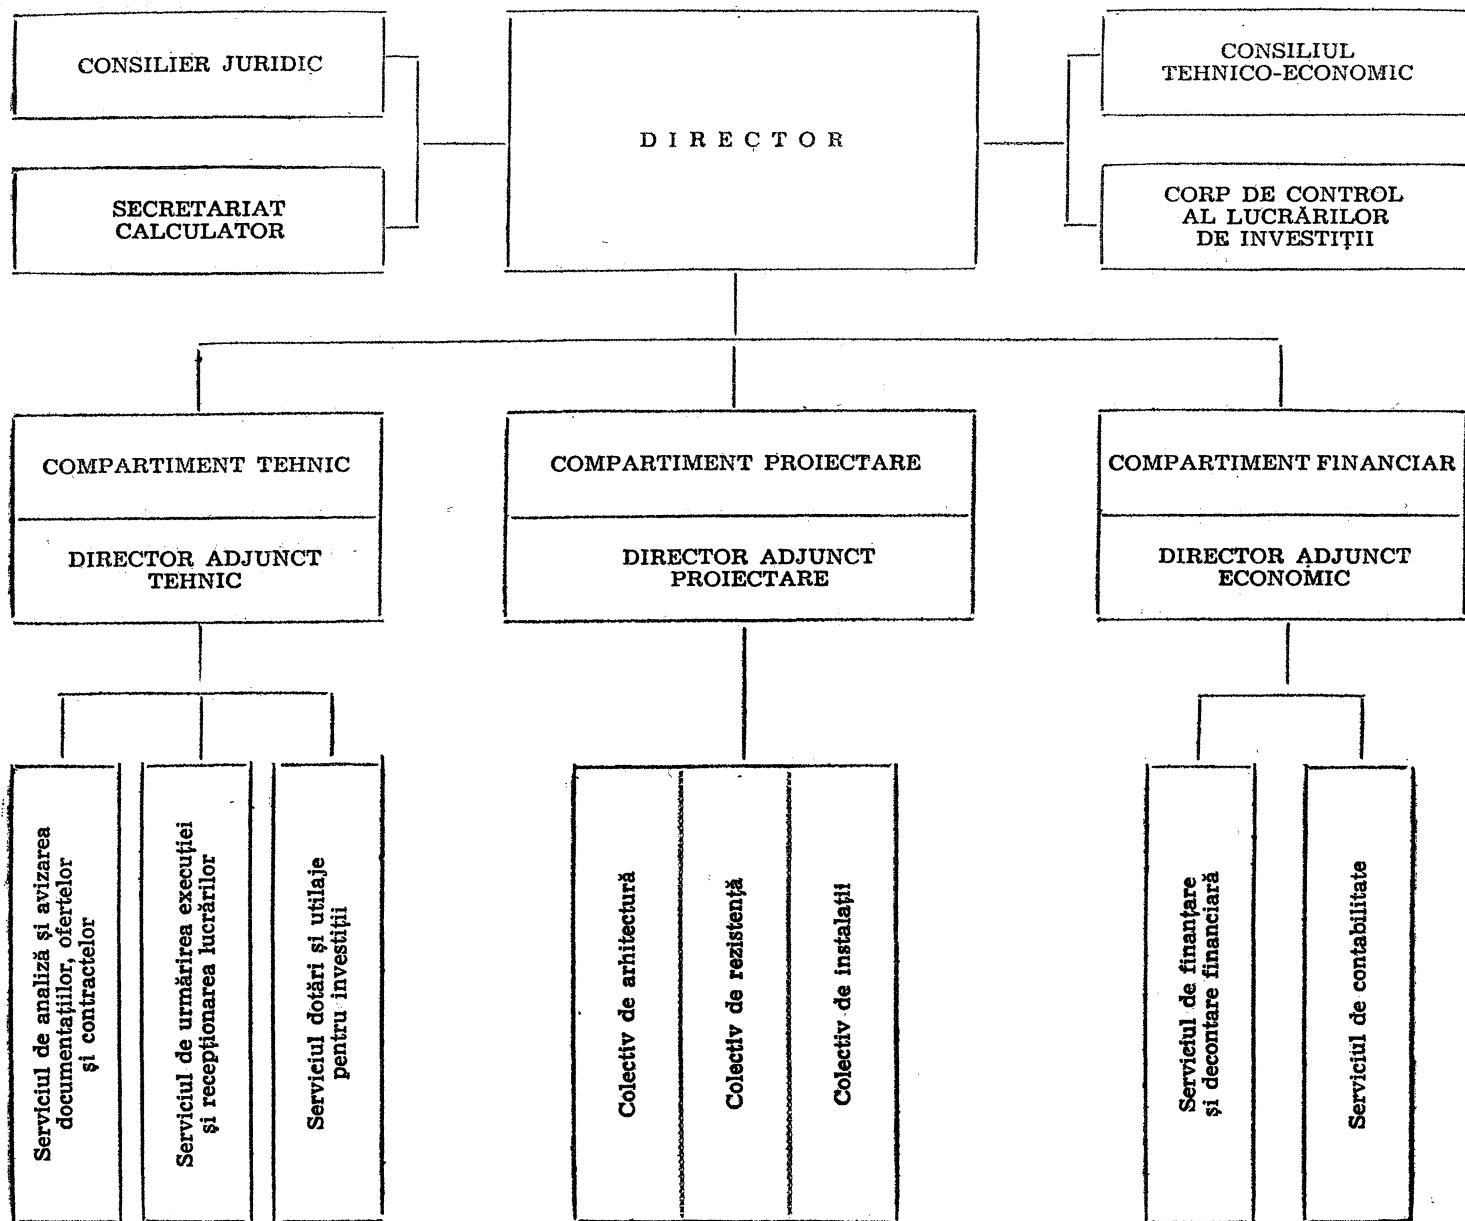 CONSILIER JURIDIC
SECRETARIAT
CALCULATOR
DIRECTOR
CONSILIUL
TEHNICO-ECONOMIC
CORP DE CONTROL
AL LUCRĂRILOR
DE INVESTIȚII
COMPARTIMENT TEHNIC
DIRECTOR ADJUNCT
TEHNIC
COMPARTIMENT PROIECTARE
DIRECTOR ADJUNCT
PROIECTARE
COMPARTIMENT FINANCIAR
DIRECTOR ADJUNCT
ECONOMIC
Serviciul de analiză și avizarea
documentațiilor, ofertelor
și contractelor
Serviciul de urmărirea execuției
și recepționarea lucrărilor
Serviciul dotări și utilaje
pentru investiții
Colectiv de arhitectură
Colectiv de rezistență
Colectiv de instalații
Serviciul de finanțare
și decontare financiară
Serviciul de contabilitate